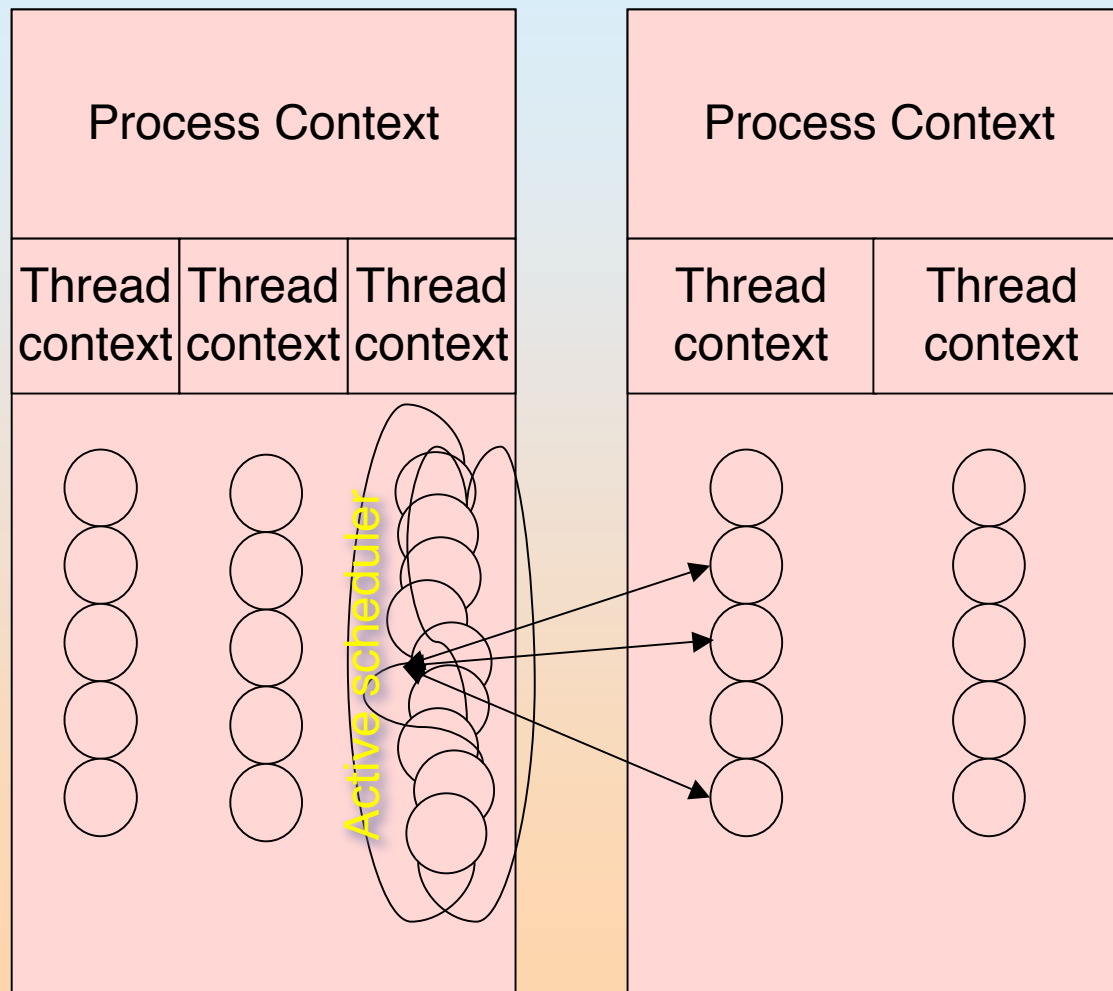 Process Context
Thread
context
Thread
context
Thread
context
Active scheduler
Process Context
Thread
context
Thread
context